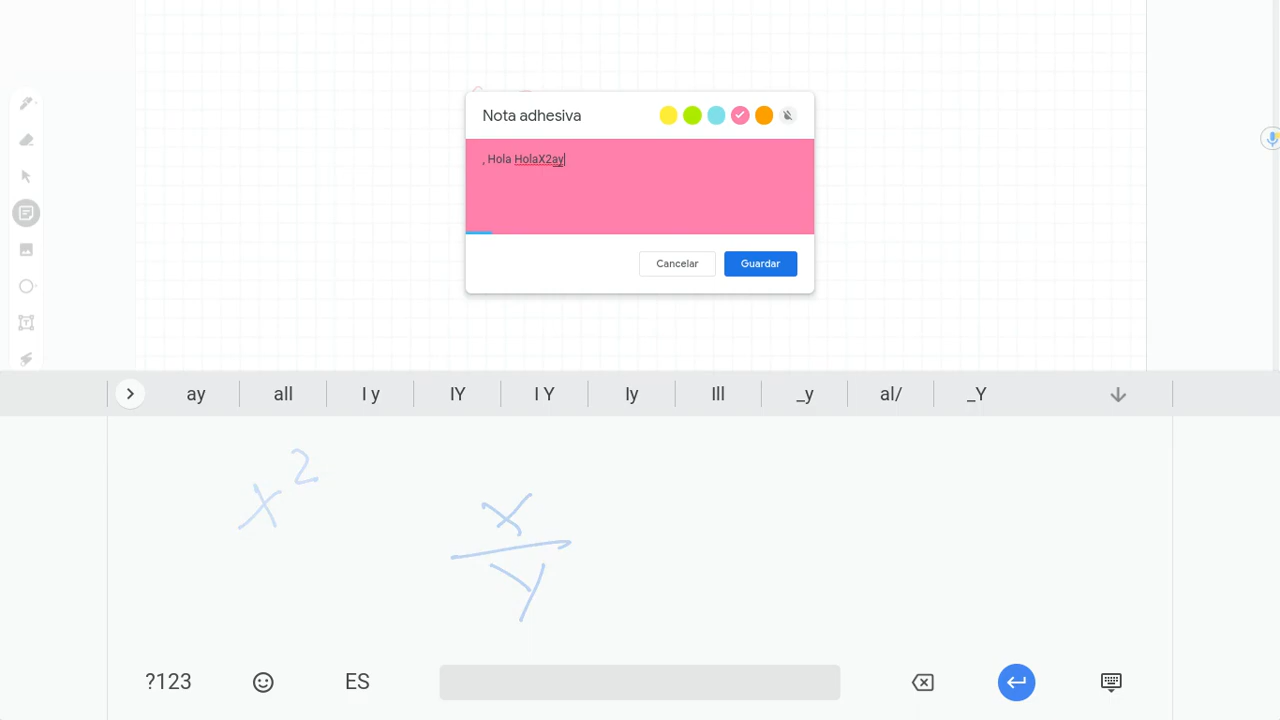 Nota adhesiva
, Hola HolaX2ay
Cancelar
Guardar
ay all I y IY I Y Iy Ill _y al/ _Y
x²
x
y
?123 ES